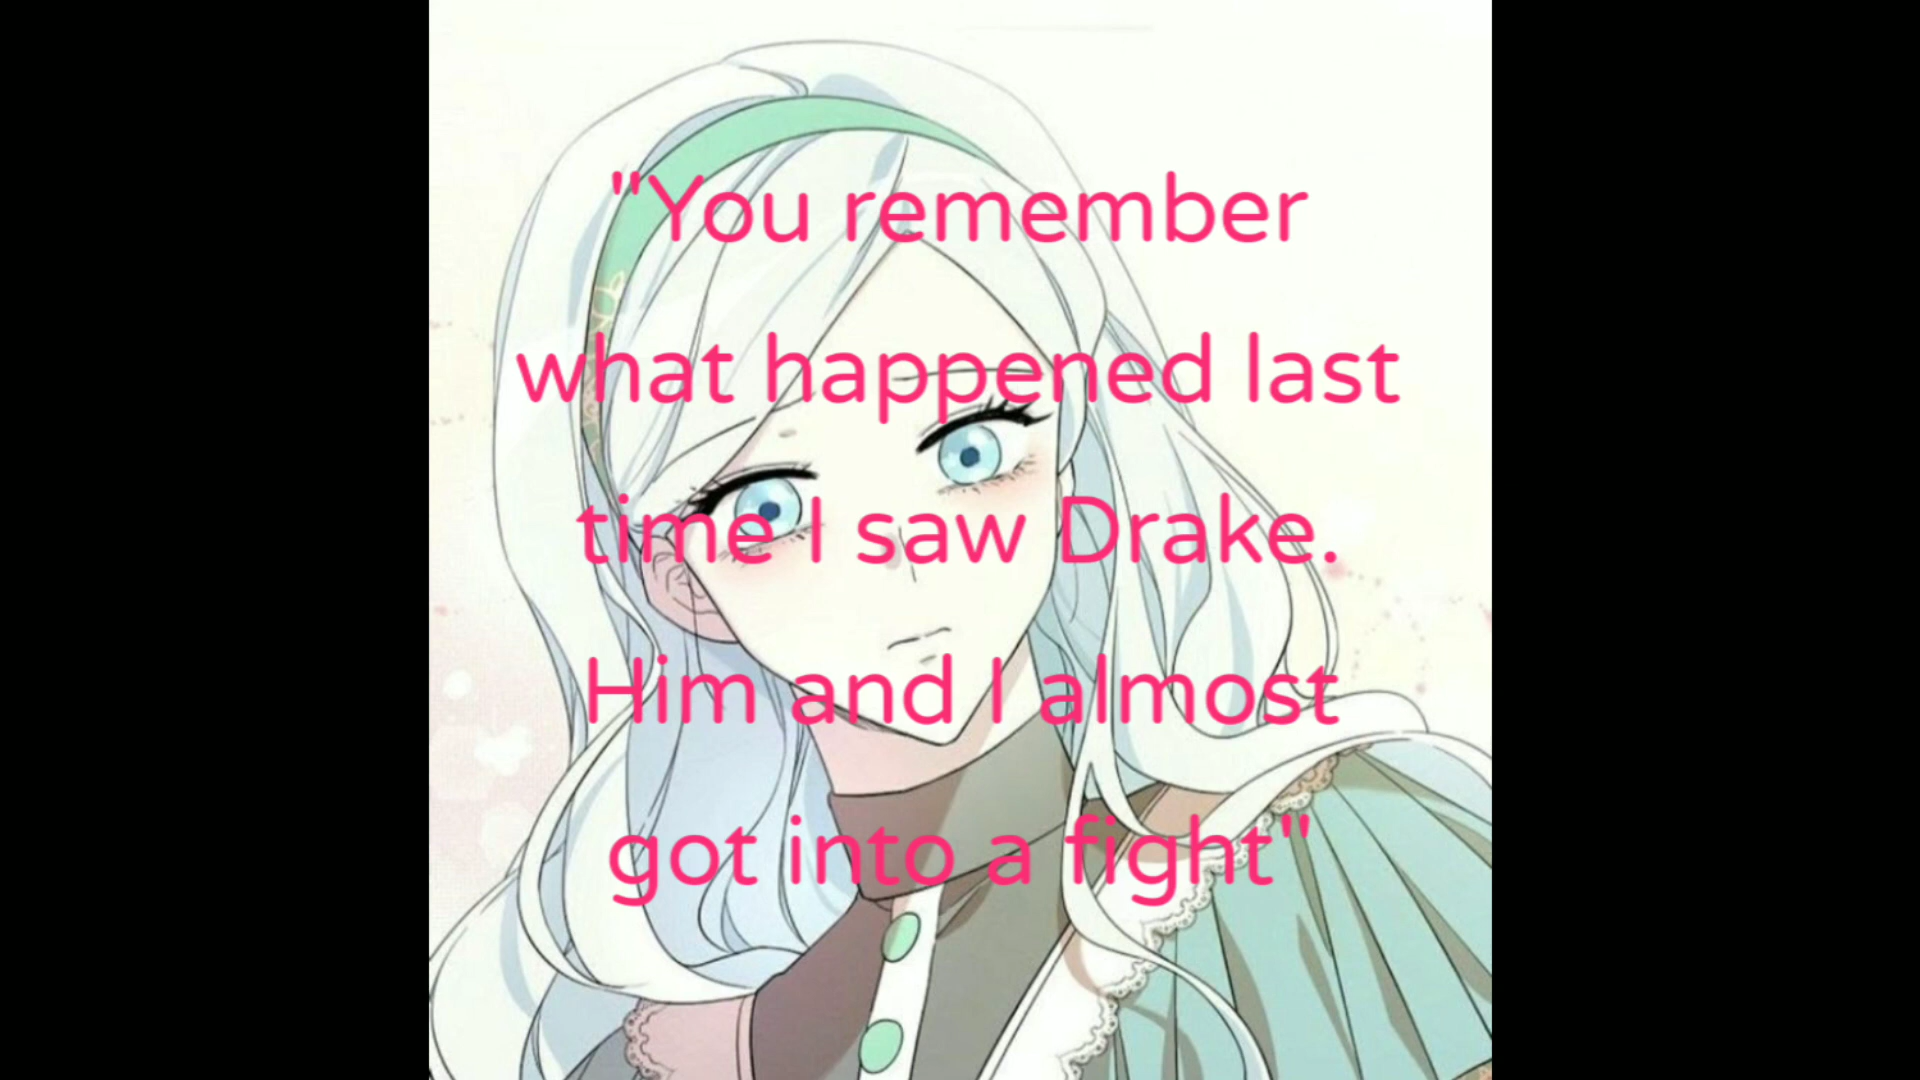 "You remember
what happened last
time I saw Drake.
Him and I almost
got into a fight"